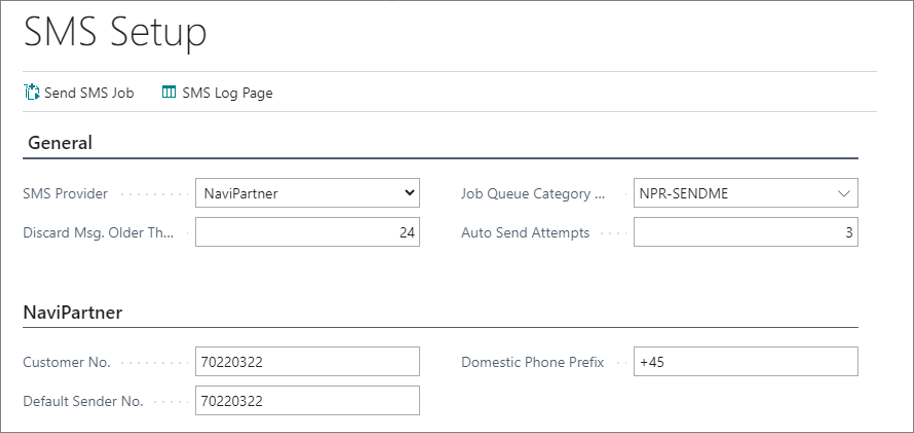 SMS Setup
Send SMS Job SMS Log Page
General
SMS Provider NaviPartner Job Queue Category ... NPR-SENDME
Discard Msg. Older Th... 24 Auto Send Attempts 3
NaviPartner
Customer No. 70220322 Domestic Phone Prefix +45
Default Sender No. 70220322